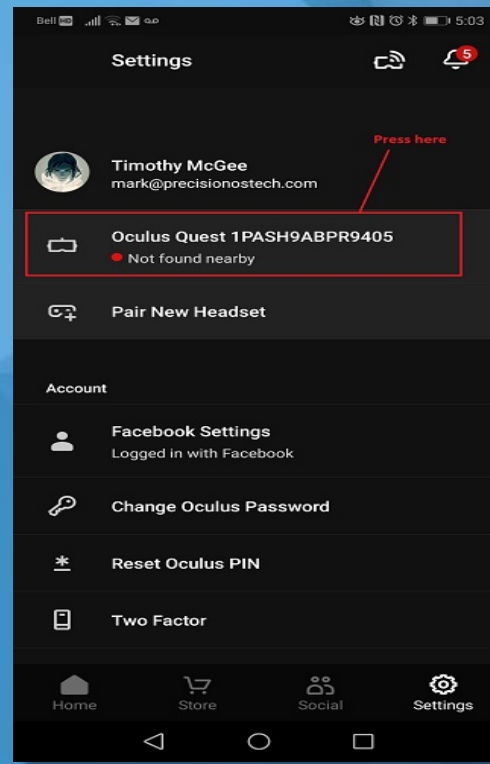 Bell HD 5:03
Settings
5
Press here
Timothy McGee
mark@precisionostech.com
Oculus Quest 1PASH9ABPR9405
Not found nearby
Pair New Headset
Account
Facebook Settings
Logged in with Facebook
Change Oculus Password
Reset Oculus PIN
Two Factor
Home Store Social Settings